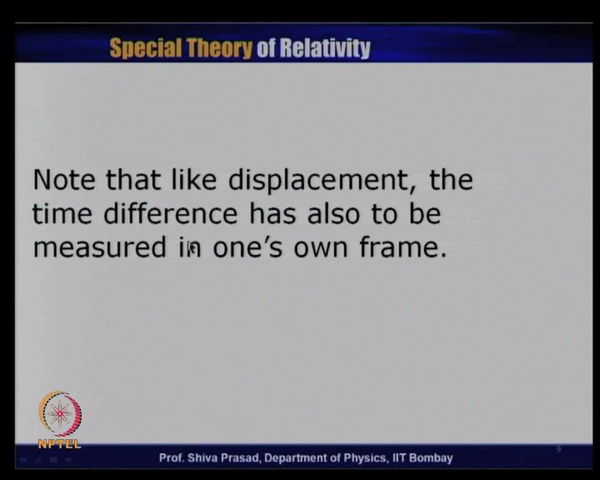 Special Theory of Relativity
Note that like displacement, the
time difference has also to be
measured in one’s own frame.
NPTEL
Prof. Shiva Prasad, Department of Physics, IIT Bombay
9